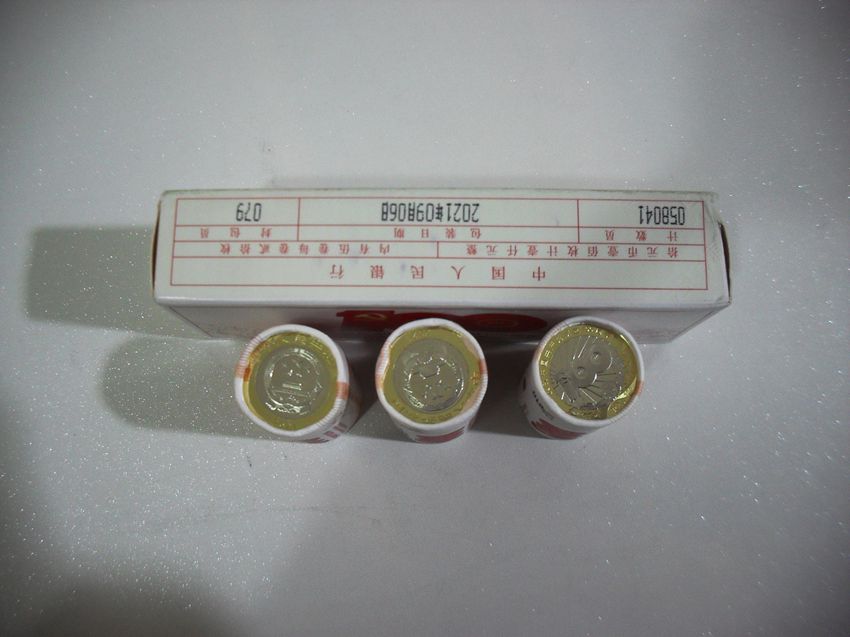 中国人民银行
拾元币壹佰枚计壹仟元整 内有伍卷每卷贰拾枚
计数员 包装日期 封包员
058041 2021年09月06日 079